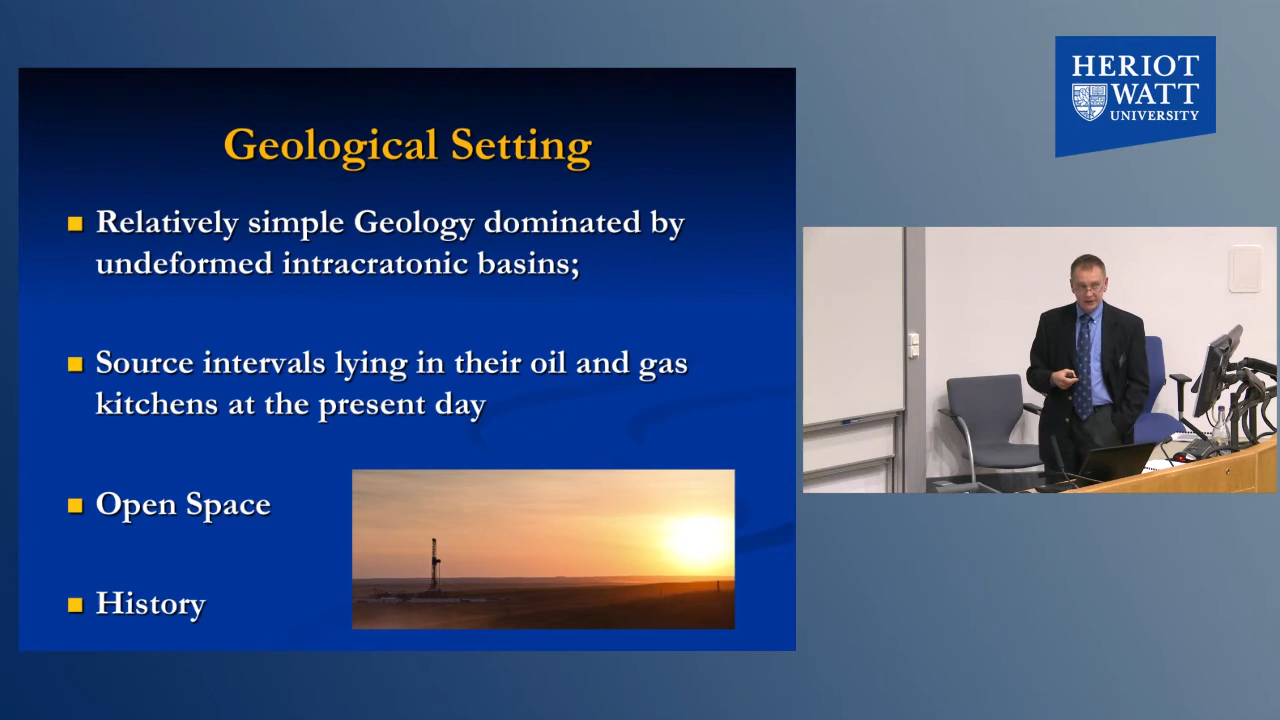 HERIOT
WATT
UNIVERSITY
Geological Setting
Relatively simple Geology dominated by
undeformed intracratonic basins;
Source intervals lying in their oil and gas
kitchens at the present day
Open Space
History